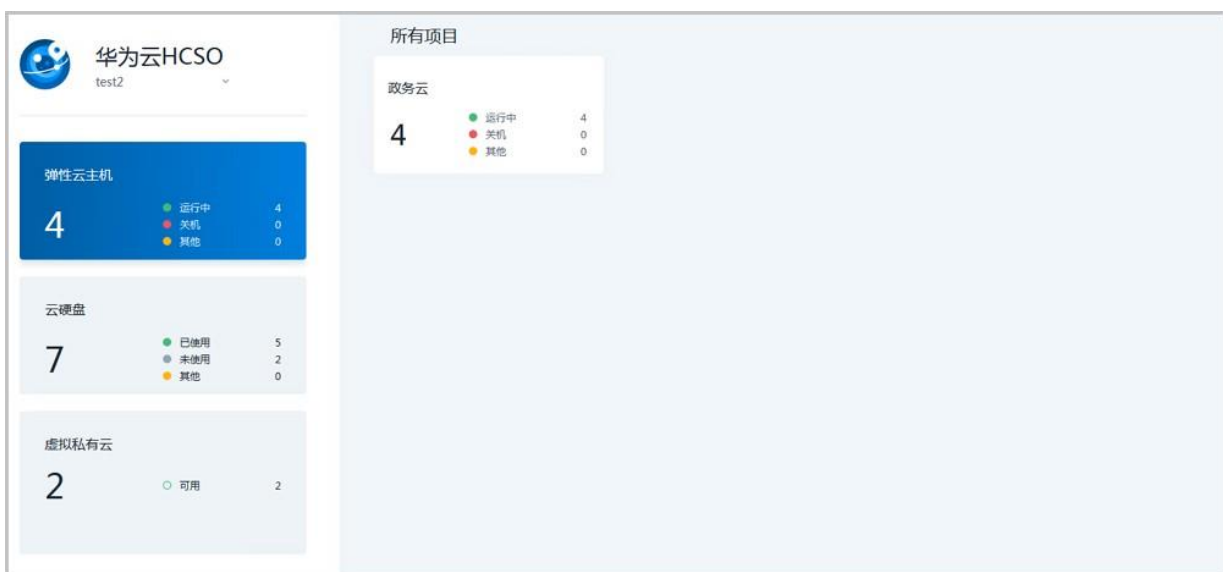 华为云HCSO
test2
弹性云主机
4
运行中 4
关机 0
其他 0
云硬盘
7
已使用 5
未使用 2
其他 0
虚拟私有云
2
可用 2
所有项目
政务云
4
运行中 4
关机 0
其他 0